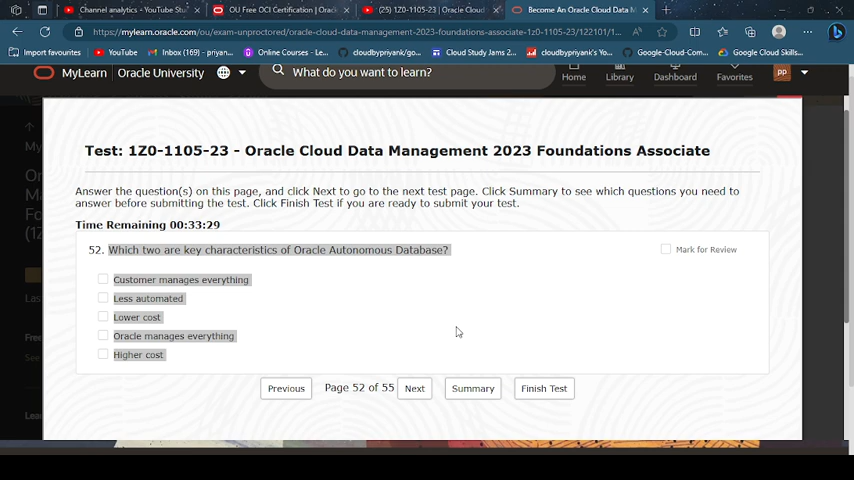 Channel analytics - YouTube Stu
OU Free OCI Certification | Orac
(25) 1Z0-1105-23 | Oracle Cloud
Become An Oracle Cloud Data M
https://mylearn.oracle.com/ou/exam-unproctored/oracle-cloud-data-management-2023-foundations-associate-1z0-1105-23/122101/1...
Import favourites
YouTube
Inbox (169) - priyan...
Online Courses - Le...
cloudbypriyank/go...
Cloud Study Jams 2...
cloudbypriyank's Yo...
Google-Cloud-Com...
Google Cloud Skills...
MyLearn
Oracle University
What do you want to learn?
Home
Library
Dashboard
Favorites
PP
Test: 1Z0-1105-23 - Oracle Cloud Data Management 2023 Foundations Associate
Answer the question(s) on this page, and click Next to go to the next test page. Click Summary to see which questions you need to
answer before submitting the test. Click Finish Test if you are ready to submit your test.
Time Remaining 00:33:29
52. Which two are key characteristics of Oracle Autonomous Database?
Mark for Review
Customer manages everything
Less automated
Lower cost
Oracle manages everything
Higher cost
Previous
Page 52 of 55
Next
Summary
Finish Test